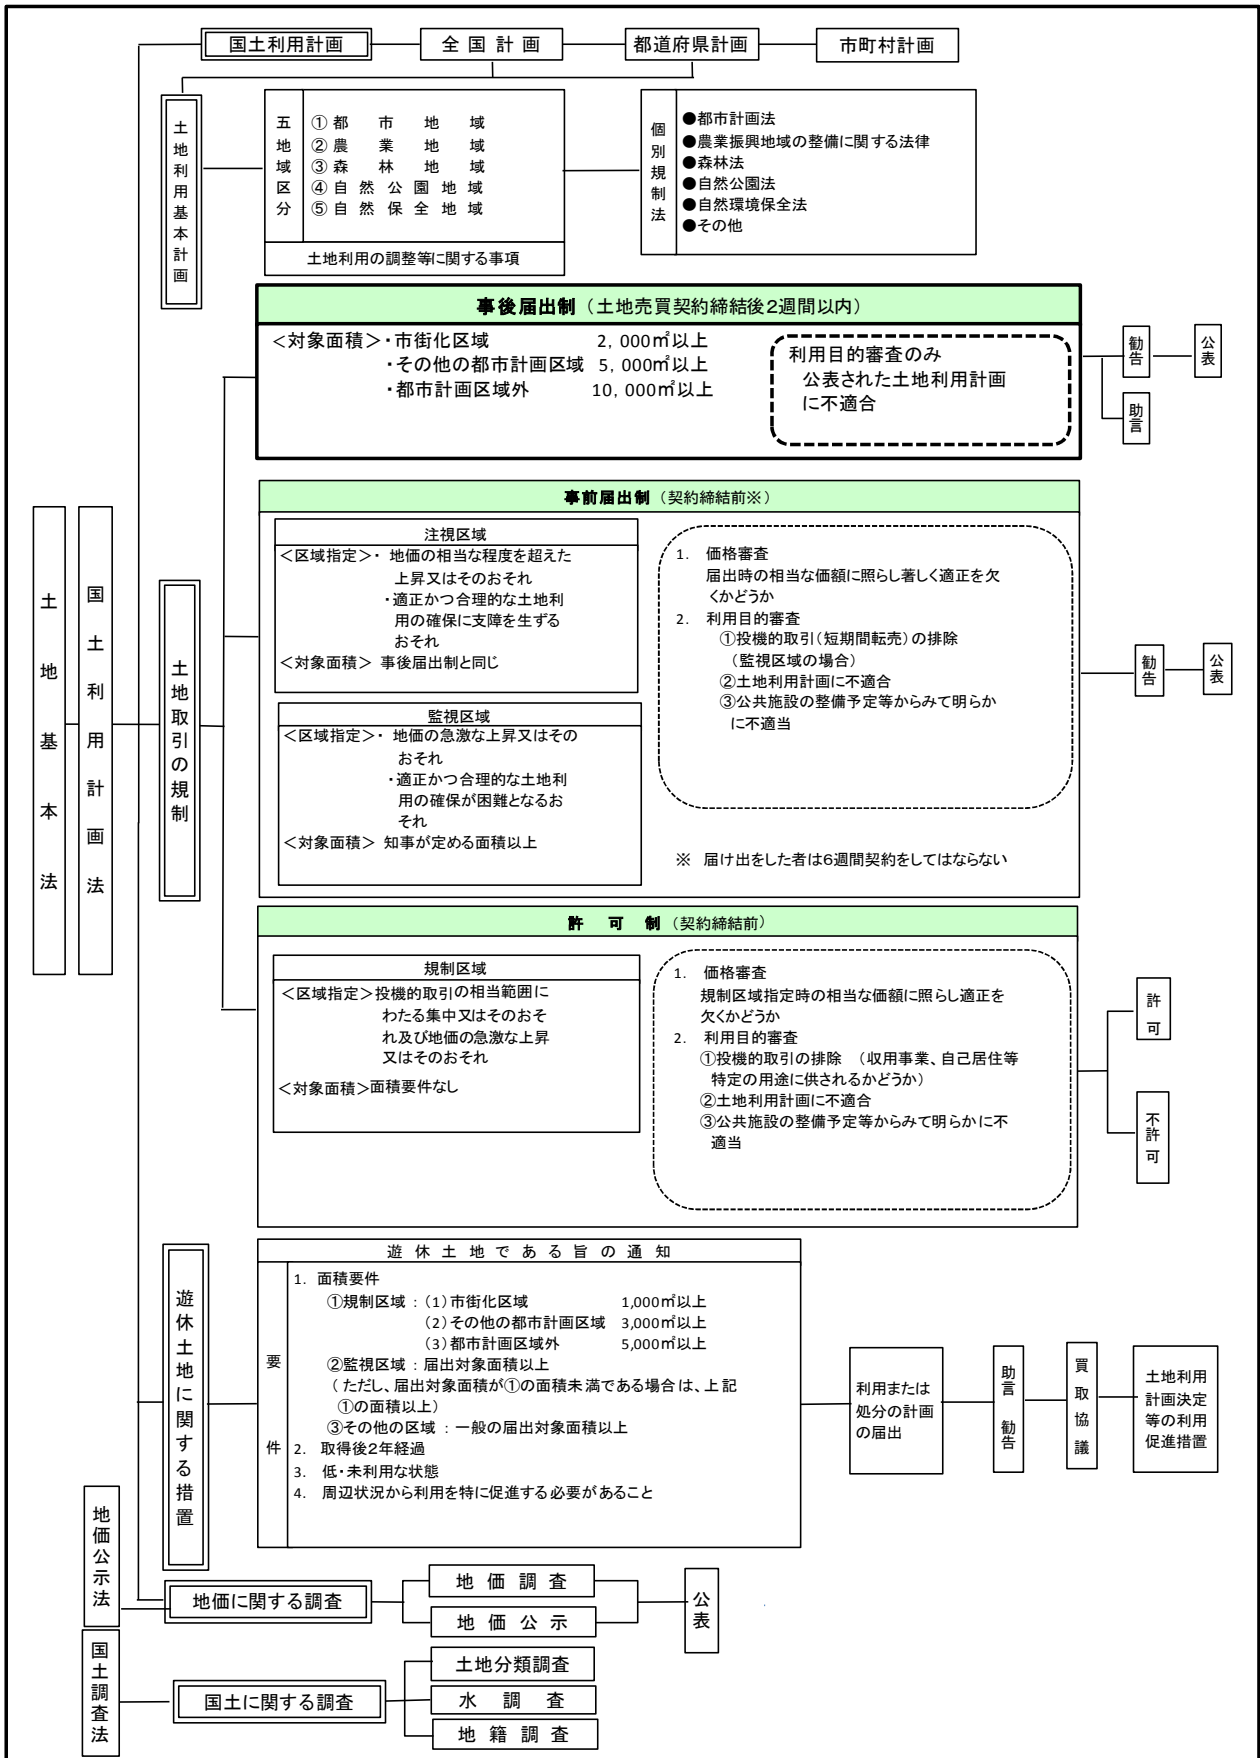 国土利用計画
全国計画
都道府県計画
市町村計画
土地利用基本計画
五地域区分
①都市地域
②農業地域
③森林地域
④自然公園地域
⑤自然保全地域
土地利用の調整等に関する事項
個別規制法
●都市計画法
●農業振興地域の整備に関する法律
●森林法
●自然公園法
●自然環境保全法
●その他
事後届出制（土地売買契約締結後2週間以内）
＜対象面積＞・市街化区域 2，000㎡以上
・その他の都市計画区域 5，000㎡以上
・都市計画区域外 10，000㎡以上
利用目的審査のみ
公表された土地利用計画
に不適合
勧告
公表
助言
土地基本法
国土利用計画法
土地取引の規制
事前届出制（契約締結前※）
注視区域
＜区域指定＞・ 地価の相当な程度を超えた
上昇又はそのおそれ
・適正かつ合理的な土地利
用の確保に支障を生ずる
おそれ
＜対象面積＞ 事後届出制と同じ
監視区域
＜区域指定＞・ 地価の急激な上昇又はその
おそれ
・適正かつ合理的な土地利
用の確保が困難となるお
それ
＜対象面積＞ 知事が定める面積以上
1. 価格審査
届出時の相当な価額に照らし著しく適正を欠
くかどうか
2. 利用目的審査
①投機的取引（短期間転売）の排除
（監視区域の場合）
②土地利用計画に不適合
③公共施設の整備予定等からみて明らか
に不適当
※ 届け出をした者は6週間契約をしてはならない
勧告
公表
許可制（契約締結前）
規制区域
＜区域指定＞投機的取引の相当範囲に
わたる集中又はそのおそ
れ及び地価の急激な上昇
又はそのおそれ
＜対象面積＞面積要件なし
1. 価格審査
規制区域指定時の相当な価額に照らし適正を
欠くかどうか
2. 利用目的審査
①投機的取引の排除 （収用事業、自己居住等
特定の用途に供されるかどうか）
②土地利用計画に不適合
③公共施設の整備予定等からみて明らかに不
適当
許可
不許可
遊休土地に関する措置
遊休土地である旨の通知
要件
1. 面積要件
①規制区域：（1）市街化区域 1,000㎡以上
（2）その他の都市計画区域 3,000㎡以上
（3）都市計画区域外 5,000㎡以上
②監視区域：届出対象面積以上
（ただし、届出対象面積が①の面積未満である場合は、上記
①の面積以上）
③その他の区域：一般の届出対象面積以上
2. 取得後2年経過
3. 低・未利用な状態
4. 周辺状況から利用を特に促進する必要があること
利用または
処分の計画
の届出
助言 勧告
買取協議
土地利用
計画決定
等の利用
促進措置
地価公示法
地価に関する調査
地価調査
地価公示
公表
国土調査法
国土に関する調査
土地分類調査
水調査
地籍調査